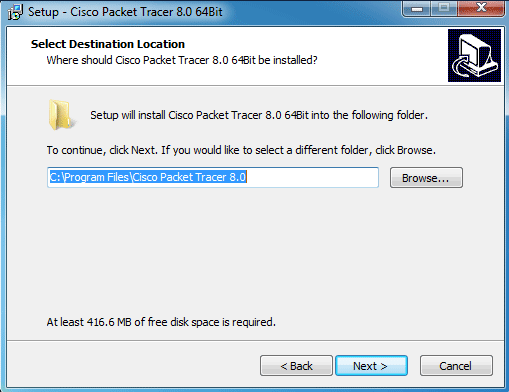 Setup - Cisco Packet Tracer 8.0 64Bit
Select Destination Location
Where should Cisco Packet Tracer 8.0 64Bit be installed?
Setup will install Cisco Packet Tracer 8.0 64Bit into the following folder.
To continue, click Next. If you would like to select a different folder, click Browse.
C:\Program Files\Cisco Packet Tracer 8.0
Browse...
At least 416.6 MB of free disk space is required.
< Back
Next >
Cancel